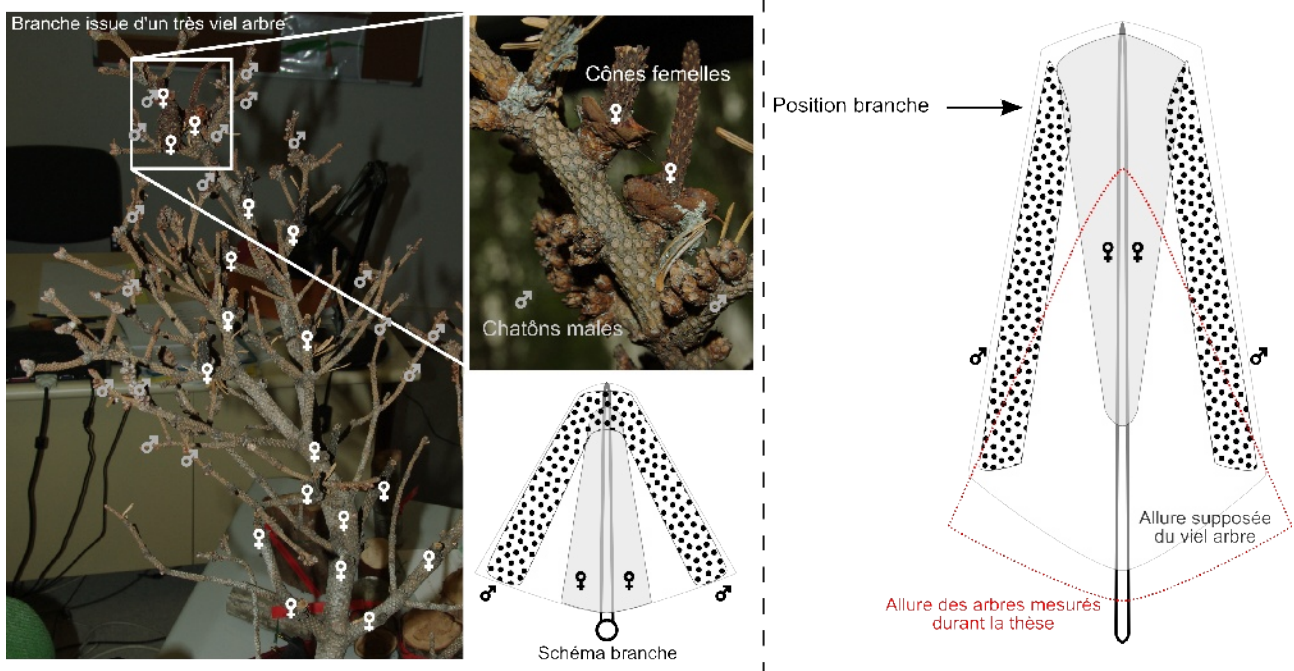 Branche issue d'un très viel arbre
Cônes femelles
Chatôns males
Schéma branche
Position branche
Allure supposée
du viel arbre
Allure des arbres mesurés
durant la thèse